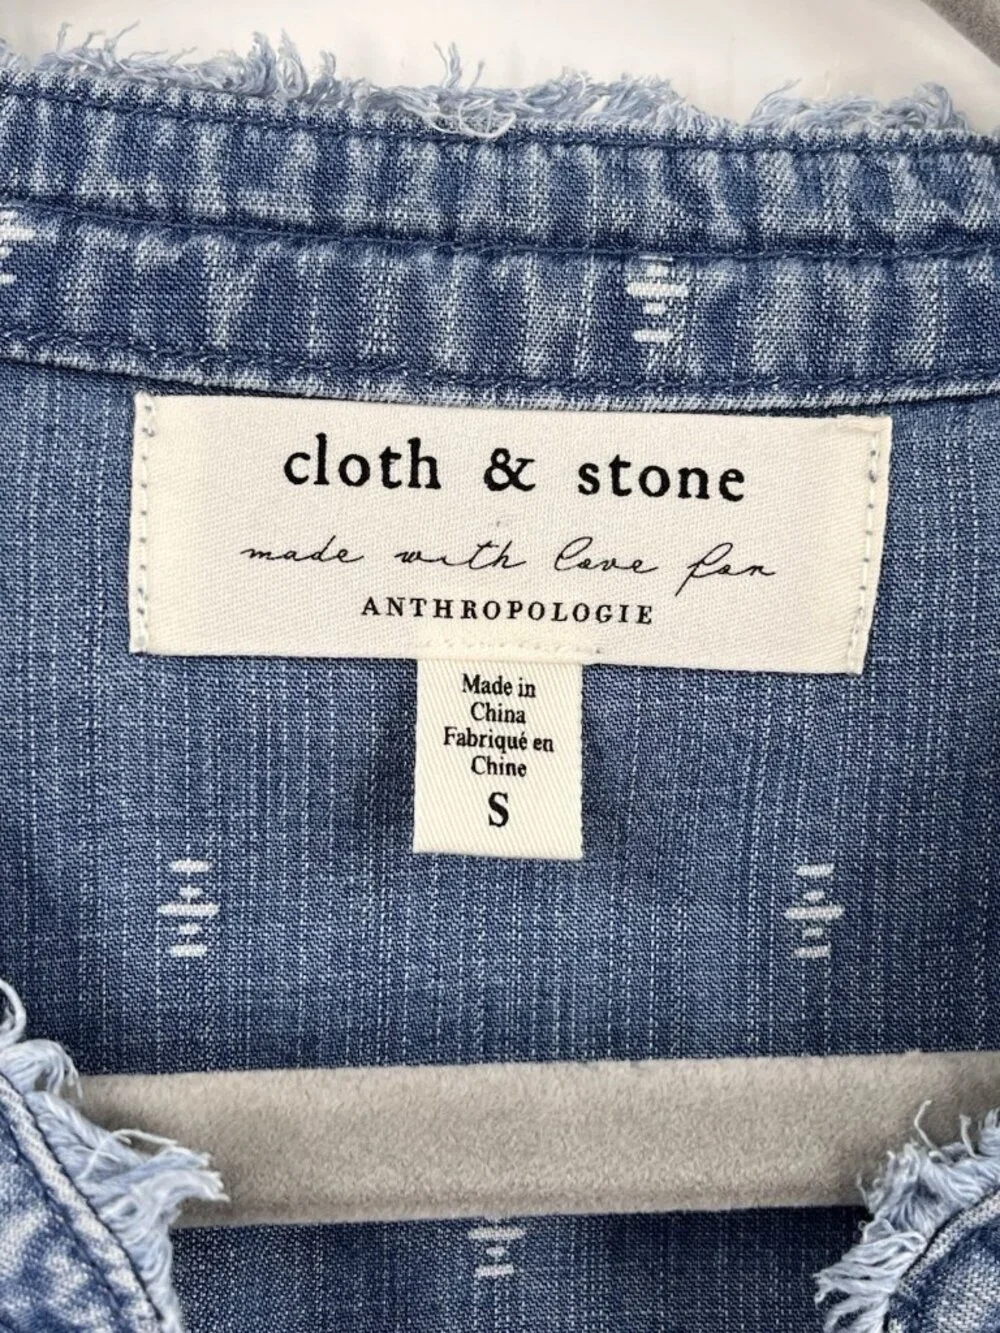 cloth & stone
made with love for
ANTHROPOLOGIE
Made in
China
Fabriqué en
Chine
S